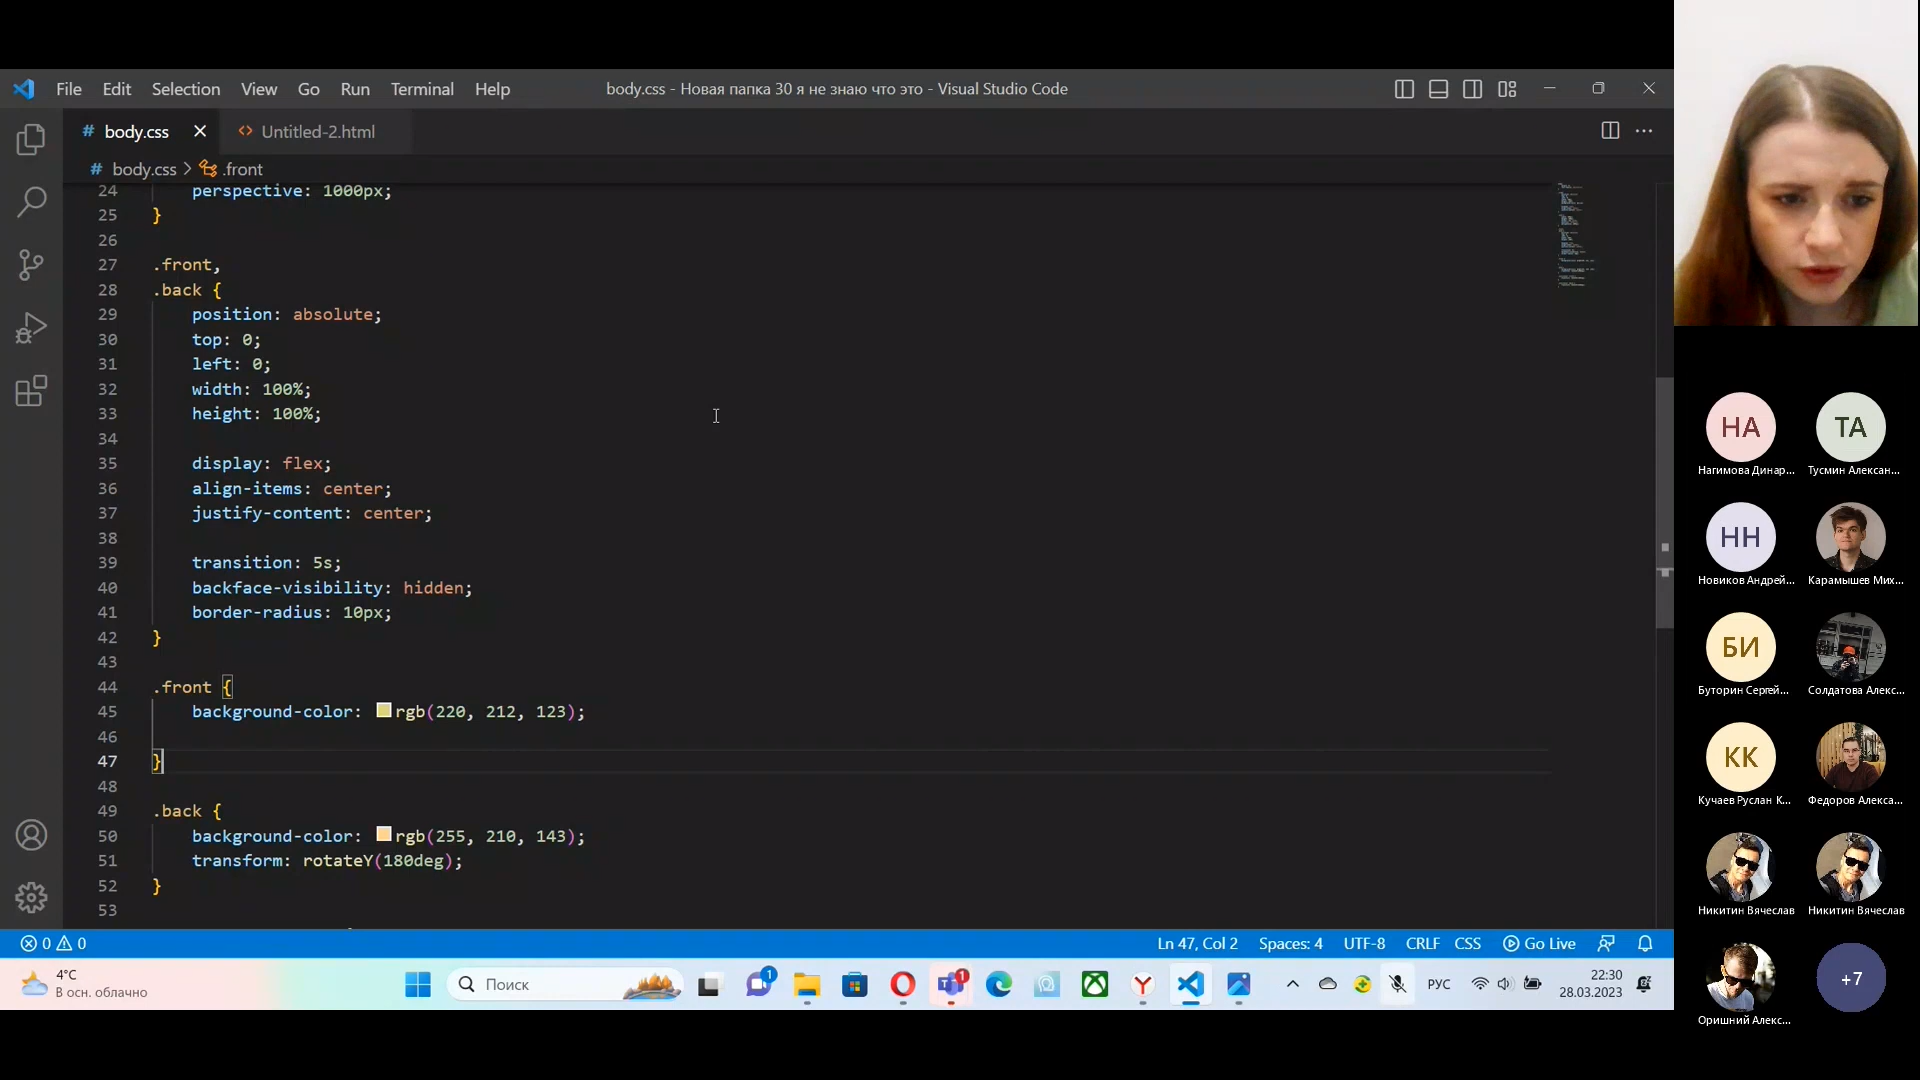 File Edit Selection View Go Run Terminal Help
body.css - Новая папка 30 я не знаю что это - Visual Studio Code
# body.css
<> Untitled-2.html
# body.css > .front
24 perspective: 1000px;
25 }
26
27 .front,
28 .back {
29 position: absolute;
30 top: 0;
31 left: 0;
32 width: 100%;
33 height: 100%;
34
35 display: flex;
36 align-items: center;
37 justify-content: center;
38
39 transition: 5s;
40 backface-visibility: hidden;
41 border-radius: 10px;
42 }
43
44 .front {
45 background-color: rgb(220, 212, 123);
46
47 }
48
49 .back {
50 background-color: rgb(255, 210, 143);
51 transform: rotateY(180deg);
52 }
53
0 0
Ln 47, Col 2 Spaces: 4 UTF-8 CRLF CSS Go Live
4°C
В осн. облачно
Поиск
1
1
РУС
22:30
28.03.2023
НА
Нагимова Динар...
ТА
Тусмин Алексан...
НН
Новиков Андрей...
Карамышев Мих...
БИ
Буторин Сергей...
Солдатова Алекс...
КК
Кучаев Руслан К...
Федоров Алекса...
Никитин Вячеслав
Никитин Вячеслав
Оришний Алекс...
+7